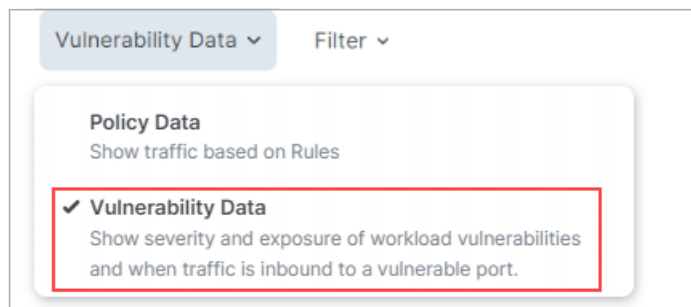 Vulnerability Data
Filter
Policy Data
Show traffic based on Rules
Vulnerability Data
Show severity and exposure of workload vulnerabilities
and when traffic is inbound to a vulnerable port.